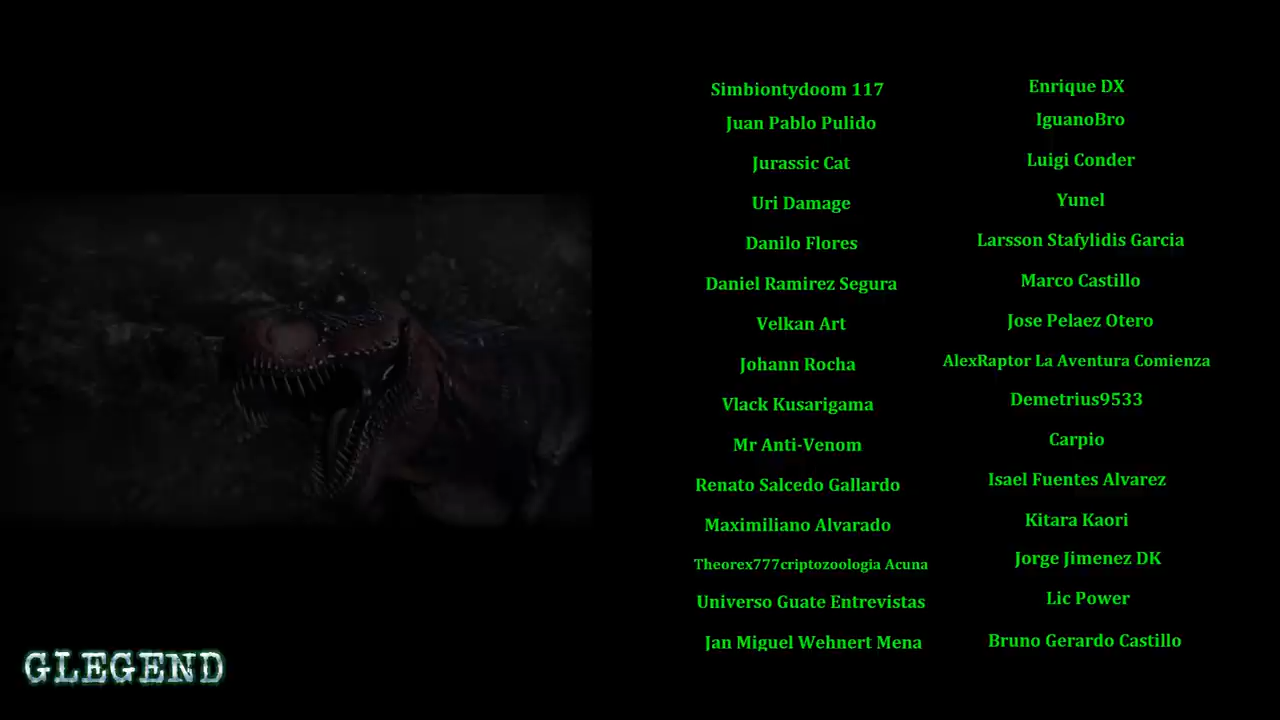 Simbiontydoom 117
Juan Pablo Pulido
Jurassic Cat
Uri Damage
Danilo Flores
Daniel Ramirez Segura
Velkan Art
Johann Rocha
Vlack Kusarigama
Mr Anti-Venom
Renato Salcedo Gallardo
Maximiliano Alvarado
Theorex777criptozoologia Acuna
Universo Guate Entrevistas
Jan Miguel Wehnert Mena
Enrique DX
IguanoBro
Luigi Conder
Yunel
Larsson Stafylidis Garcia
Marco Castillo
Jose Pelaez Otero
AlexRaptor La Aventura Comienza
Demetrius9533
Carpio
Isael Fuentes Alvarez
Kitara Kaori
Jorge Jimenez DK
Lic Power
Bruno Gerardo Castillo
GLEGEND